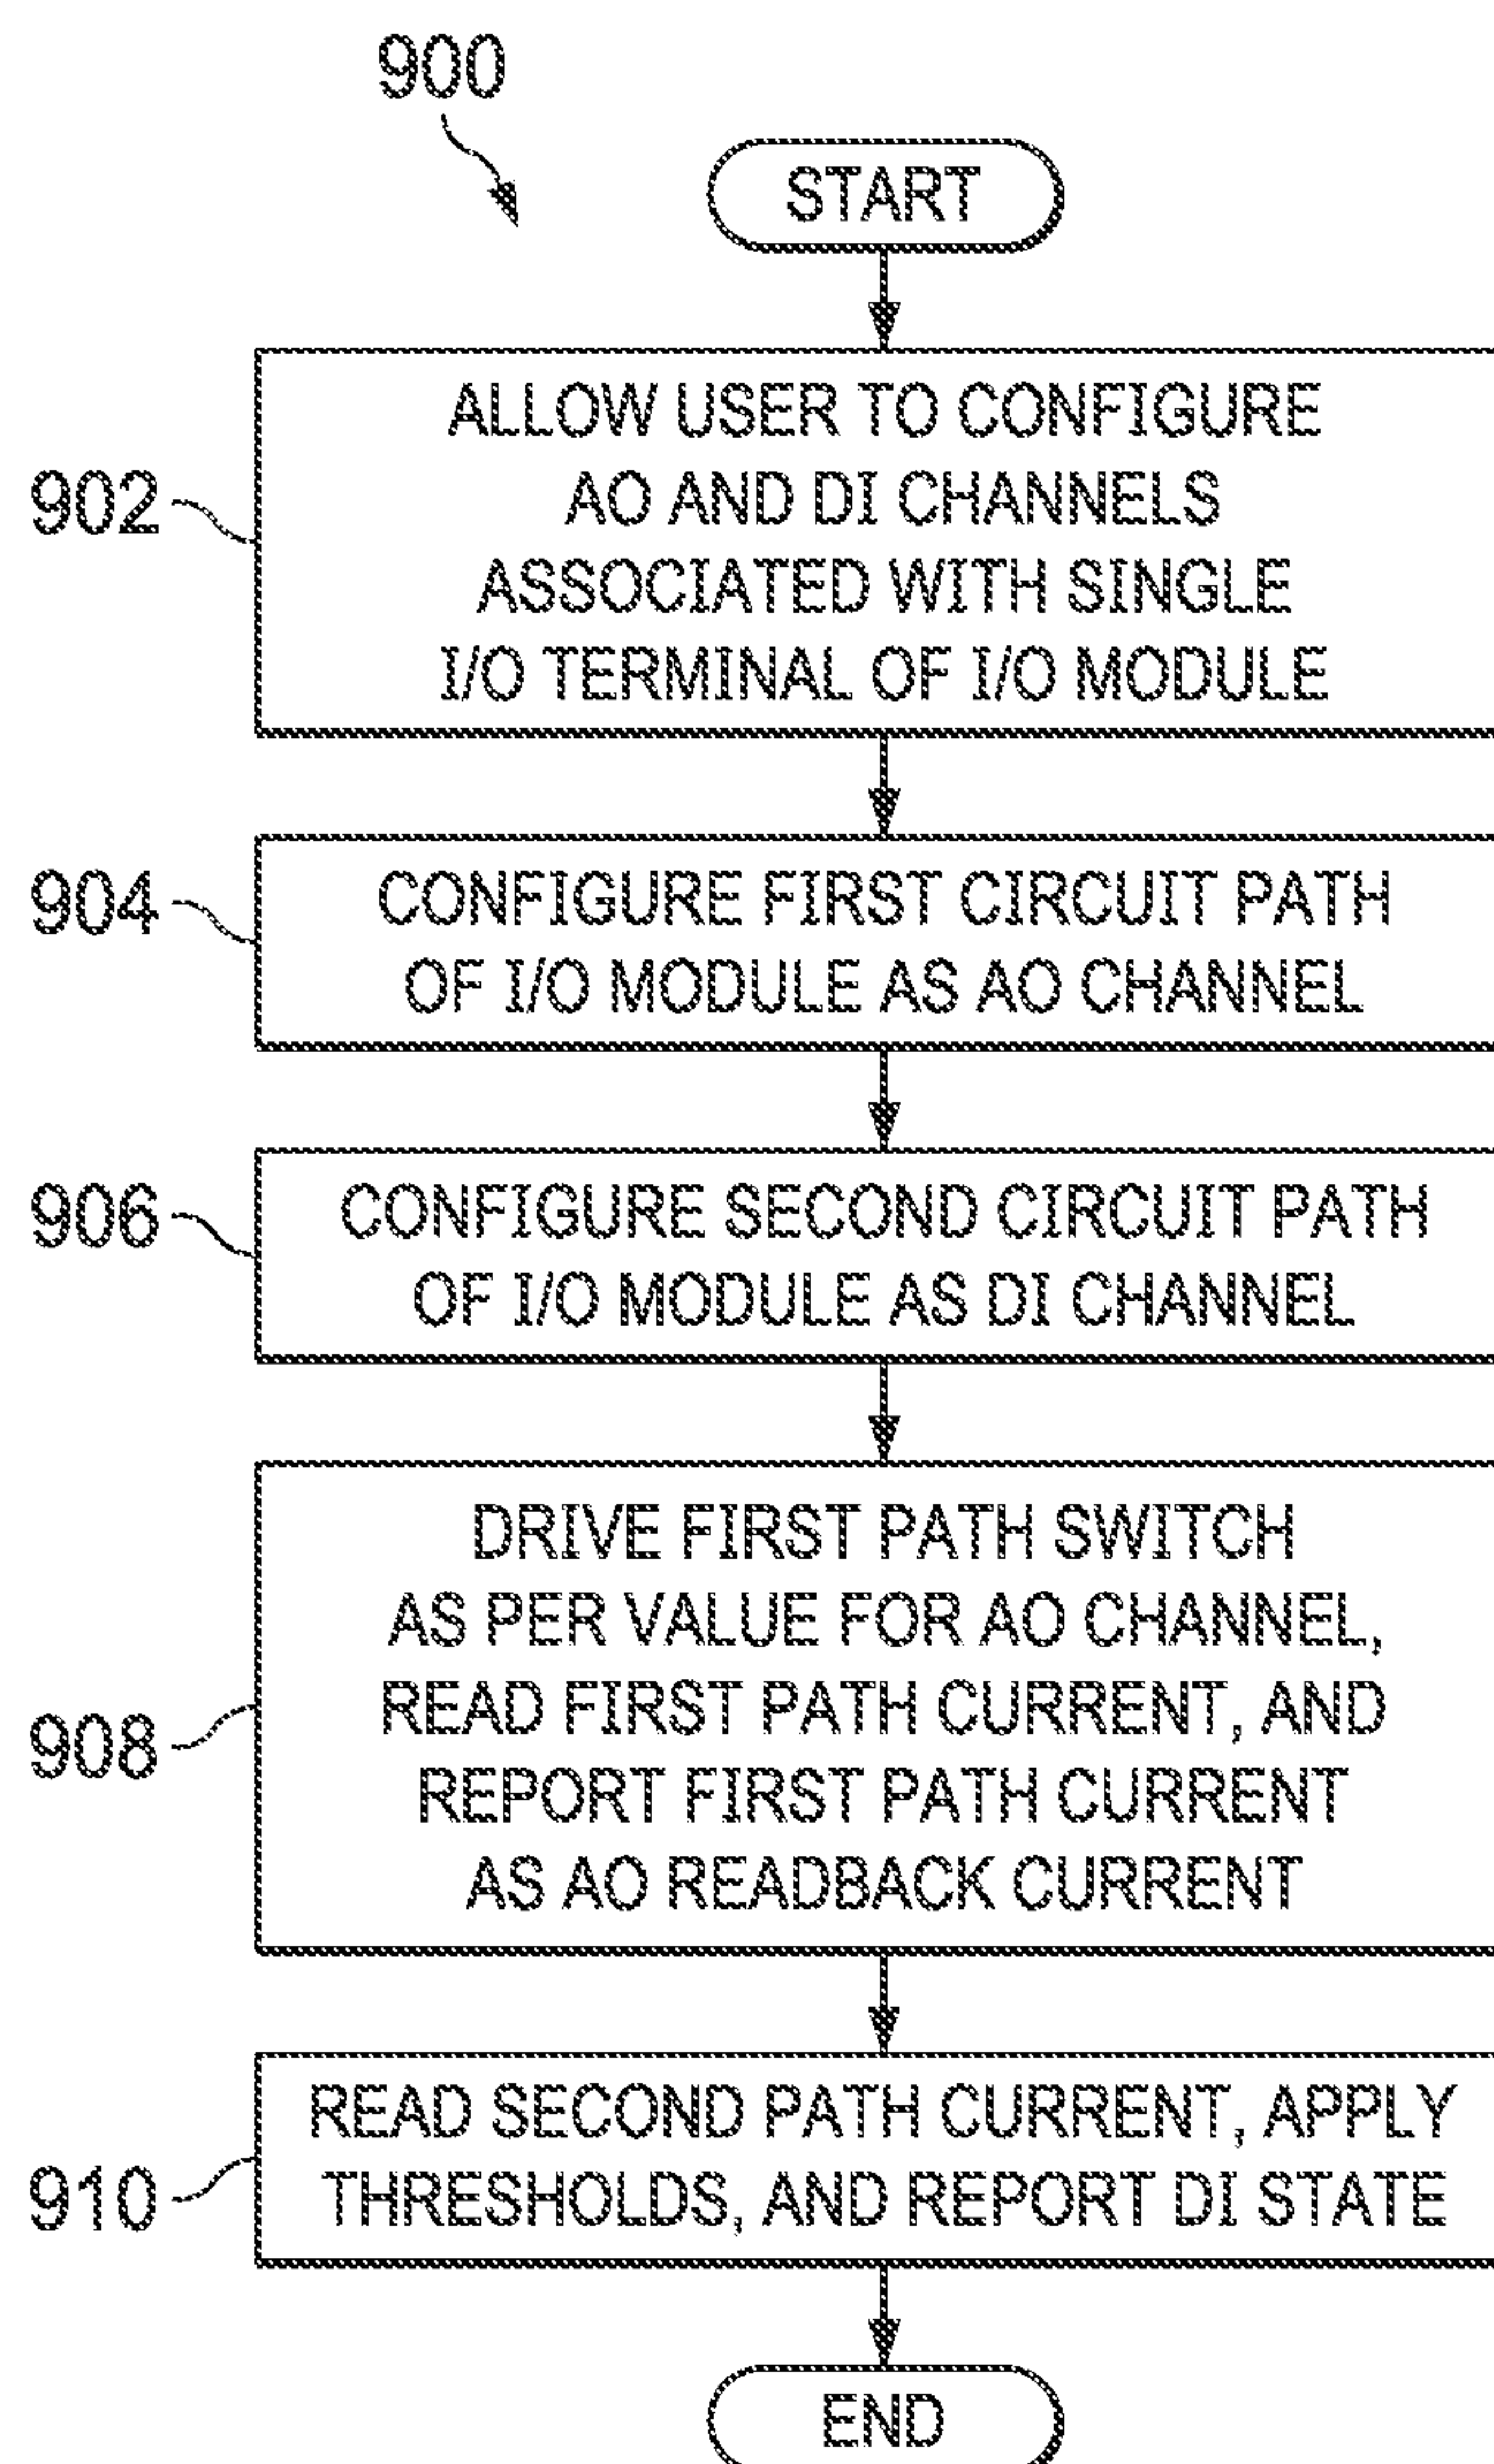 900
START
902
ALLOW USER TO CONFIGURE
AO AND DI CHANNELS
ASSOCIATED WITH SINGLE
I/O TERMINAL OF I/O MODULE
904
CONFIGURE FIRST CIRCUIT PATH
OF I/O MODULE AS AO CHANNEL
906
CONFIGURE SECOND CIRCUIT PATH
OF I/O MODULE AS DI CHANNEL
908
DRIVE FIRST PATH SWITCH
AS PER VALUE FOR AO CHANNEL,
READ FIRST PATH CURRENT, AND
REPORT FIRST PATH CURRENT
AS AO READBACK CURRENT
910
READ SECOND PATH CURRENT, APPLY
THRESHOLDS, AND REPORT DI STATE
END